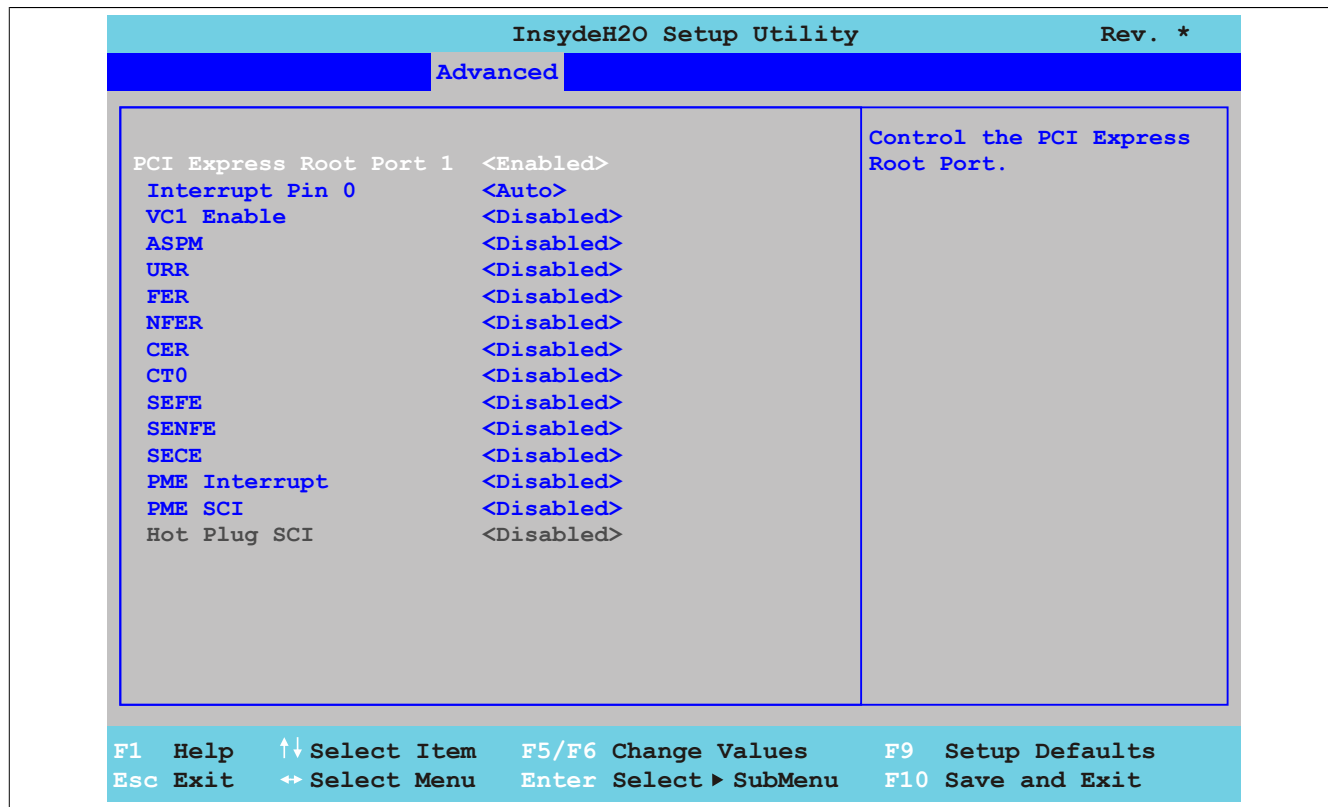 InsydeH2O Setup Utility Rev. *
Advanced
PCI Express Root Port 1 <Enabled>
Interrupt Pin 0 <Auto>
VC1 Enable <Disabled>
ASPM <Disabled>
URR <Disabled>
FER <Disabled>
NFER <Disabled>
CER <Disabled>
CT0 <Disabled>
SEFE <Disabled>
SENFE <Disabled>
SECE <Disabled>
PME Interrupt <Disabled>
PME SCI <Disabled>
Hot Plug SCI <Disabled>
Control the PCI Express
Root Port.
F1 Help ↑↓ Select Item F5/F6 Change Values F9 Setup Defaults
Esc Exit ↔ Select Menu Enter Select ▶ SubMenu F10 Save and Exit